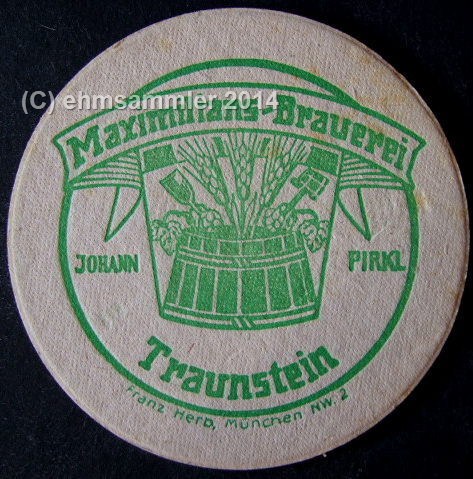 (C) ehmsammler 2014
Maximilians-Brauerei
JOHANN PIRKL
Traunstein
Franz Herb, München NW. 2